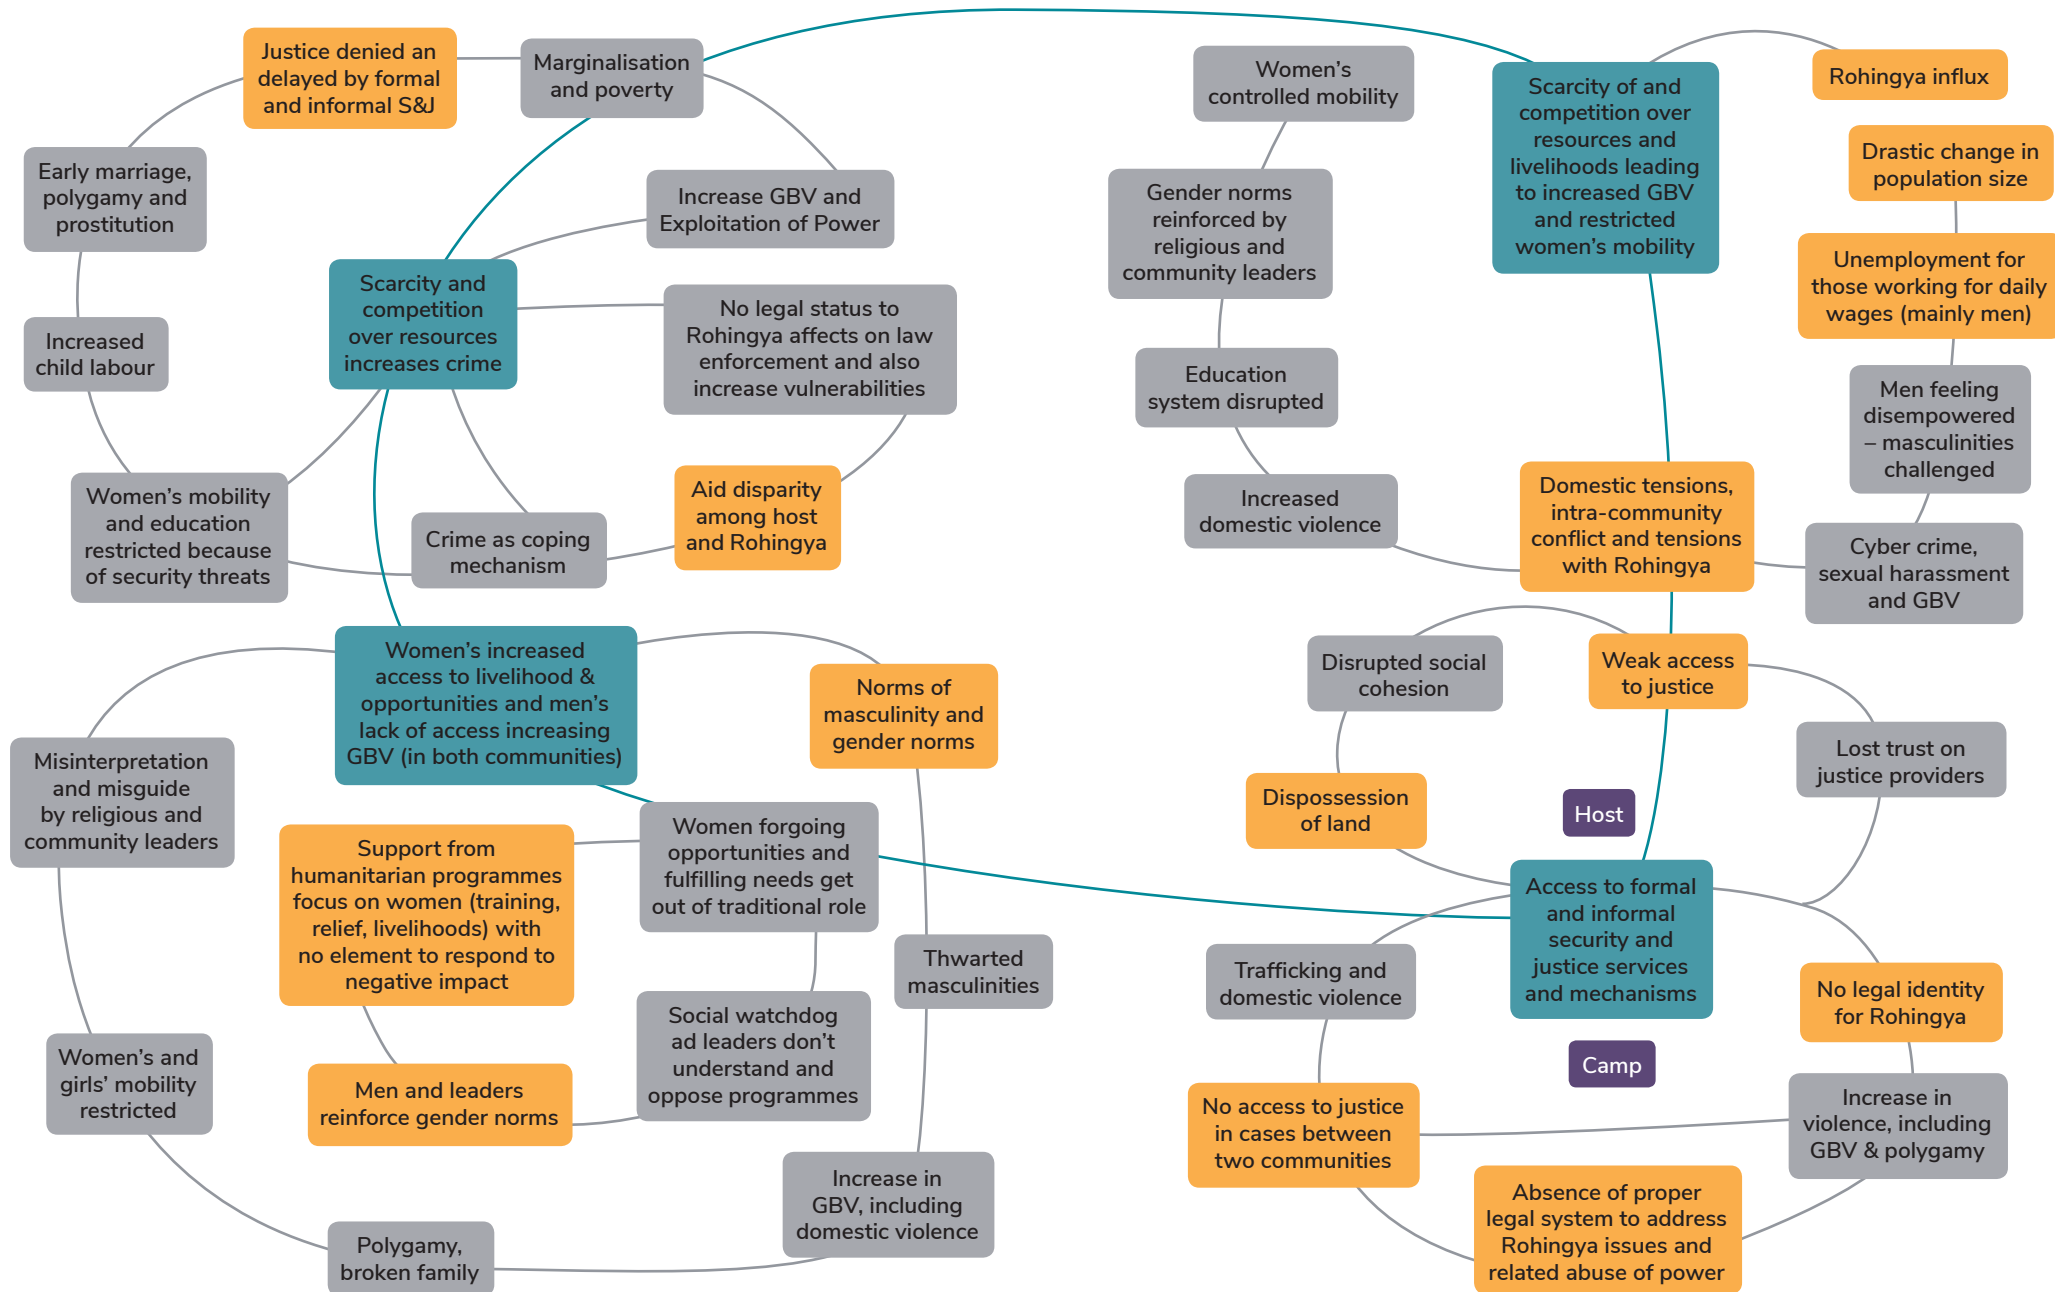 Justice denied an
delayed by formal
and informal S&J
Marginalisation
and poverty
Early marriage,
polygamy and
prostitution
Increase GBV and
Exploitation of Power
Scarcity and
competition
over resources
increases crime
No legal status to
Rohingya affects on law
enforcement and also
increase vulnerabilities
Increased
child labour
Women's mobility
and education
restricted because
of security threats
Crime as coping
mechanism
Aid disparity
among host
and Rohingya
Women's
controlled mobility
Scarcity of and
competition over
resources and
livelihoods leading
to increased GBV
and restricted
women's mobility
Rohingya influx
Drastic change in
population size
Gender norms
reinforced by
religious and
community leaders
Unemployment for
those working for daily
wages (mainly men)
Education
system disrupted
Men feeling
disempowered
– masculinities
challenged
Increased
domestic violence
Domestic tensions,
intra-community
conflict and tensions
with Rohingya
Cyber crime,
sexual harassment
and GBV
Women's increased
access to livelihood &
opportunities and men's
lack of access increasing
GBV (in both communities)
Norms of
masculinity and
gender norms
Misinterpretation
and misguide
by religious and
community leaders
Support from
humanitarian programmes
focus on women (training,
relief, livelihoods) with
no element to respond to
negative impact
Women forgoing
opportunities and
fulfilling needs get
out of traditional role
Thwarted
masculinities
Social watchdog
ad leaders don't
understand and
oppose programmes
Women's and
girls' mobility
restricted
Men and leaders
reinforce gender norms
Increase in
GBV, including
domestic violence
Polygamy,
broken family
Disrupted social
cohesion
Weak access
to justice
Lost trust on
justice providers
Dispossession
of land
Host
Access to formal
and informal
security and
justice services
and mechanisms
Trafficking and
domestic violence
No legal identity
for Rohingya
Camp
No access to justice
in cases between
two communities
Increase in
violence, including
GBV & polygamy
Absence of proper
legal system to address
Rohingya issues and
related abuse of power